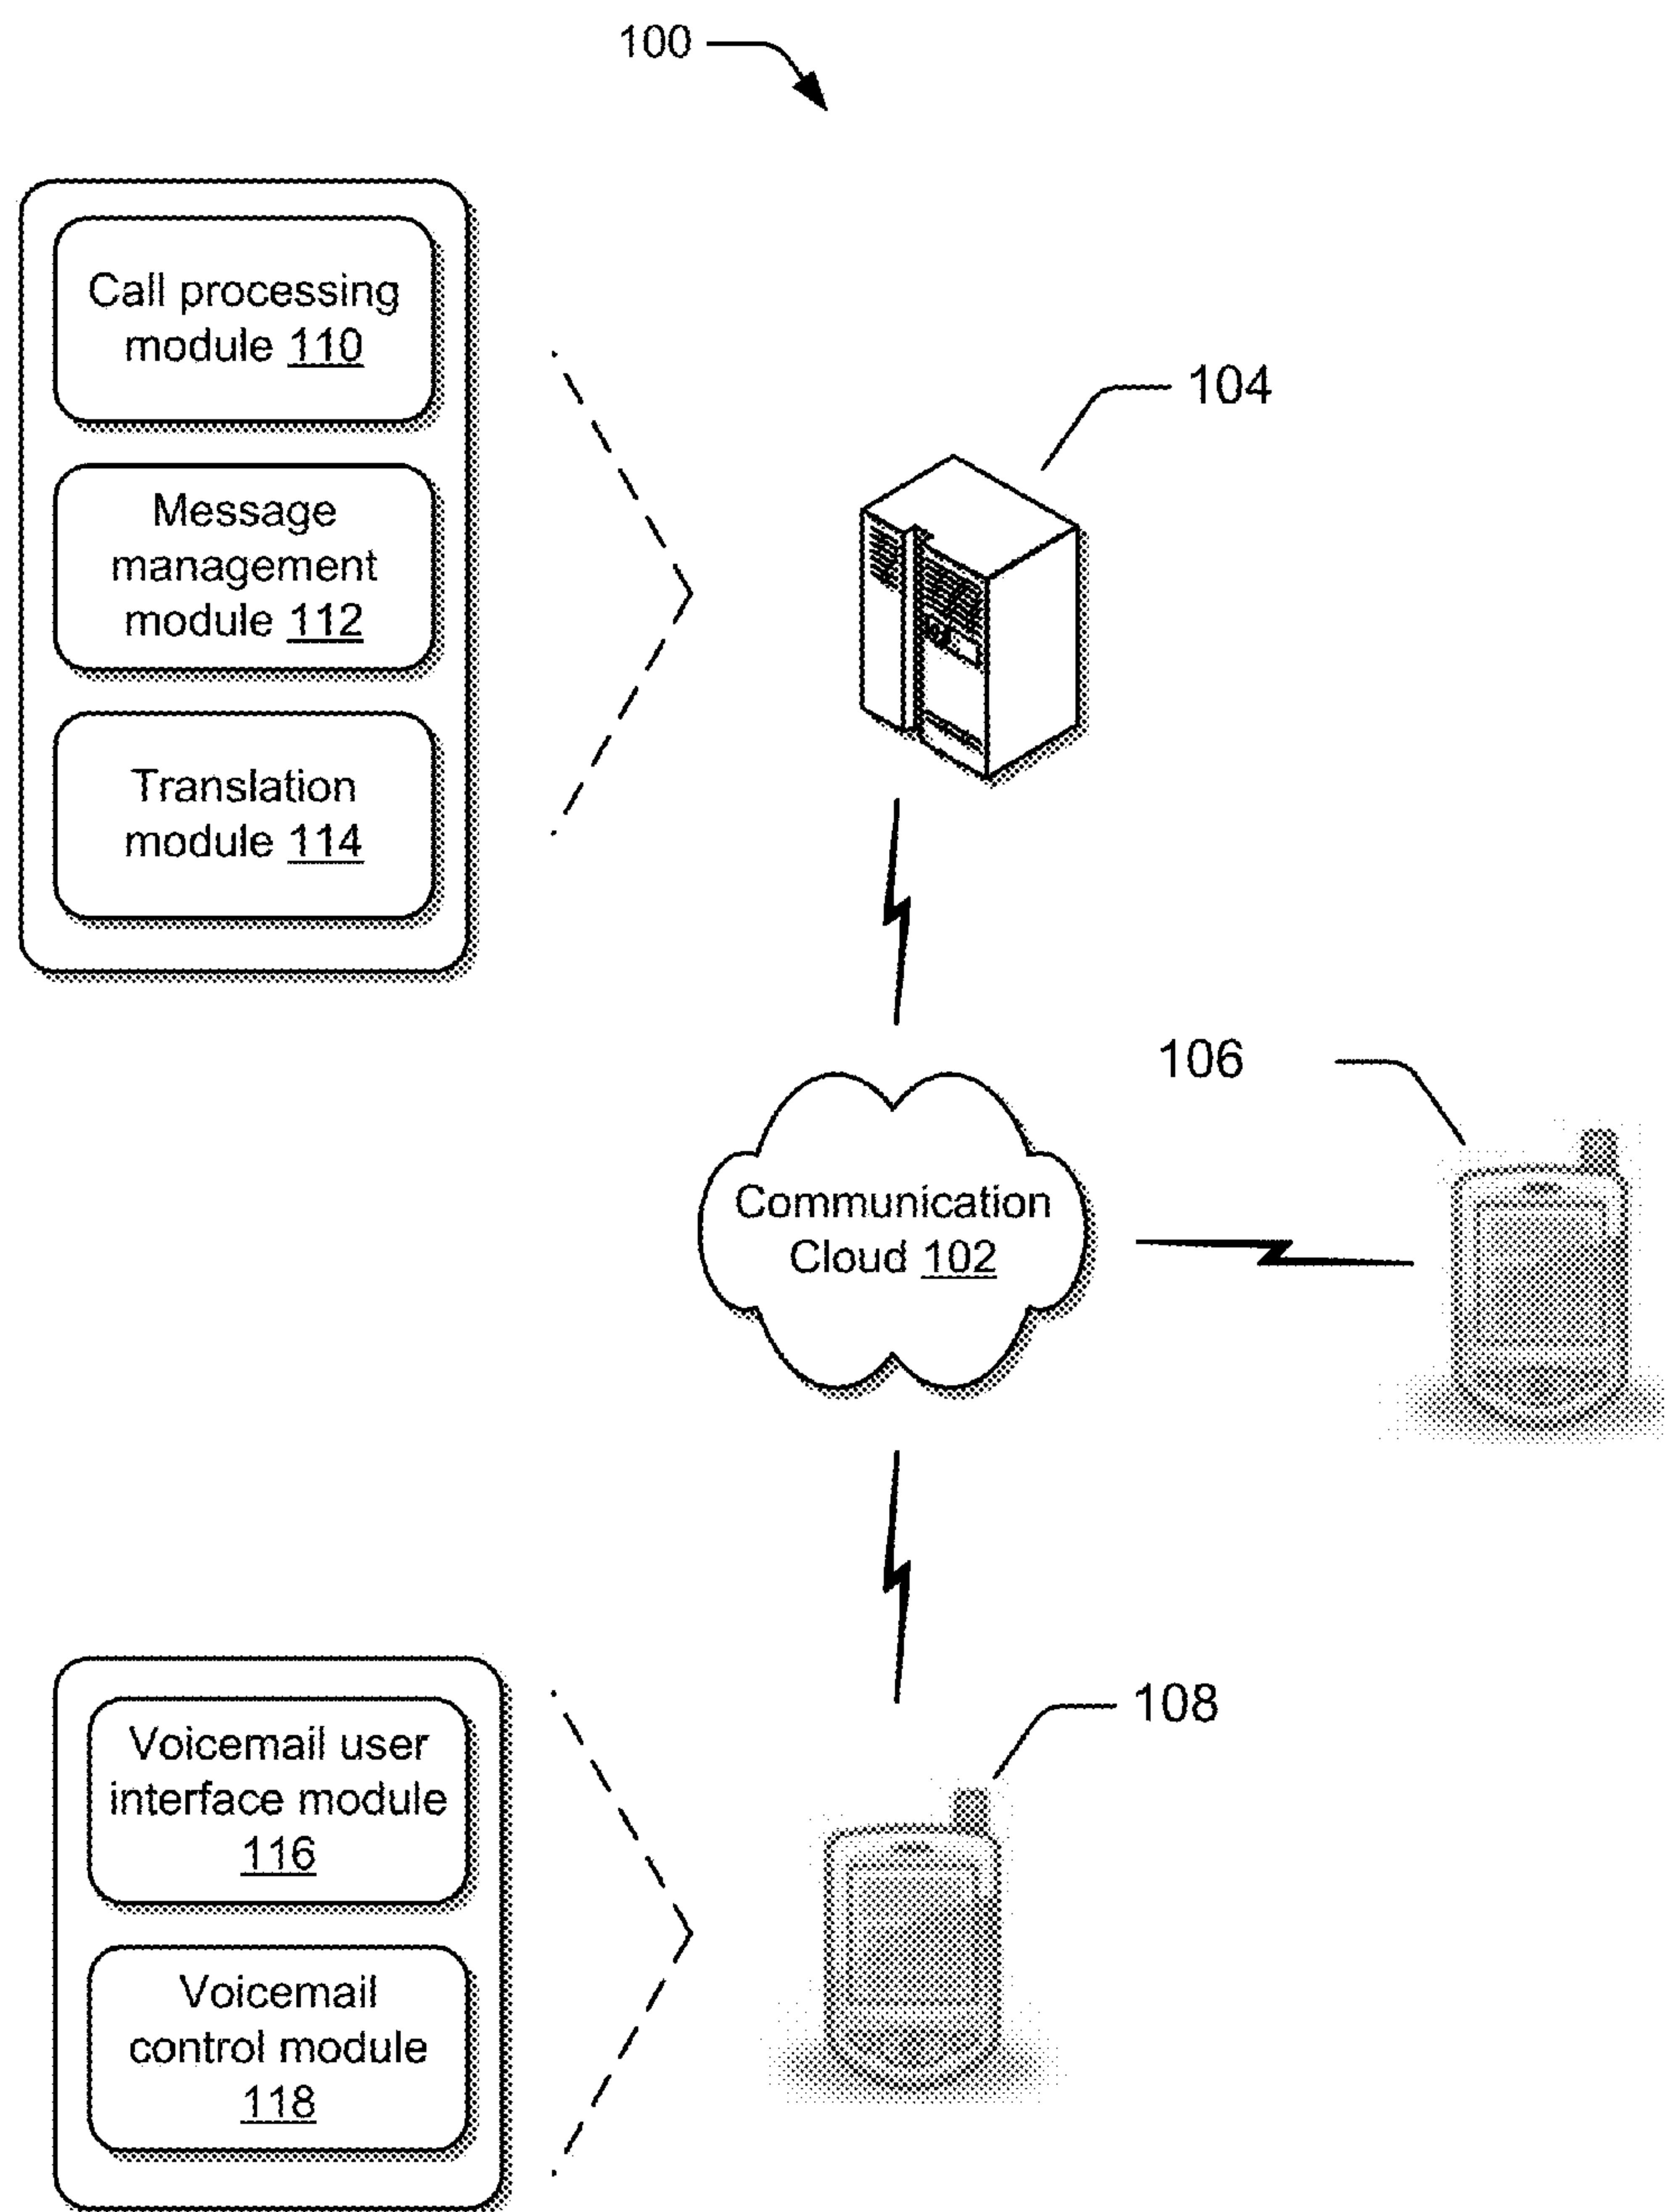 100
Call processing
module 110
104
Message
management
module 112
Translation
module 114
106
Communication
Cloud 102
108
Voicemail user
interface module
116
Voicemail
control module
118